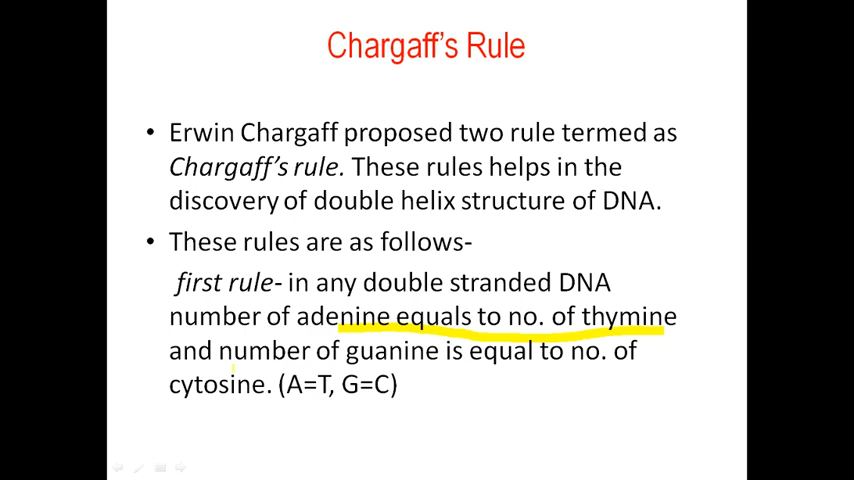 Chargaff's Rule
• Erwin Chargaff proposed two rule termed as
Chargaff's rule. These rules helps in the
discovery of double helix structure of DNA.
• These rules are as follows-
first rule- in any double stranded DNA
number of adenine equals to no. of thymine
and number of guanine is equal to no. of
cytosine. (A=T, G=C)